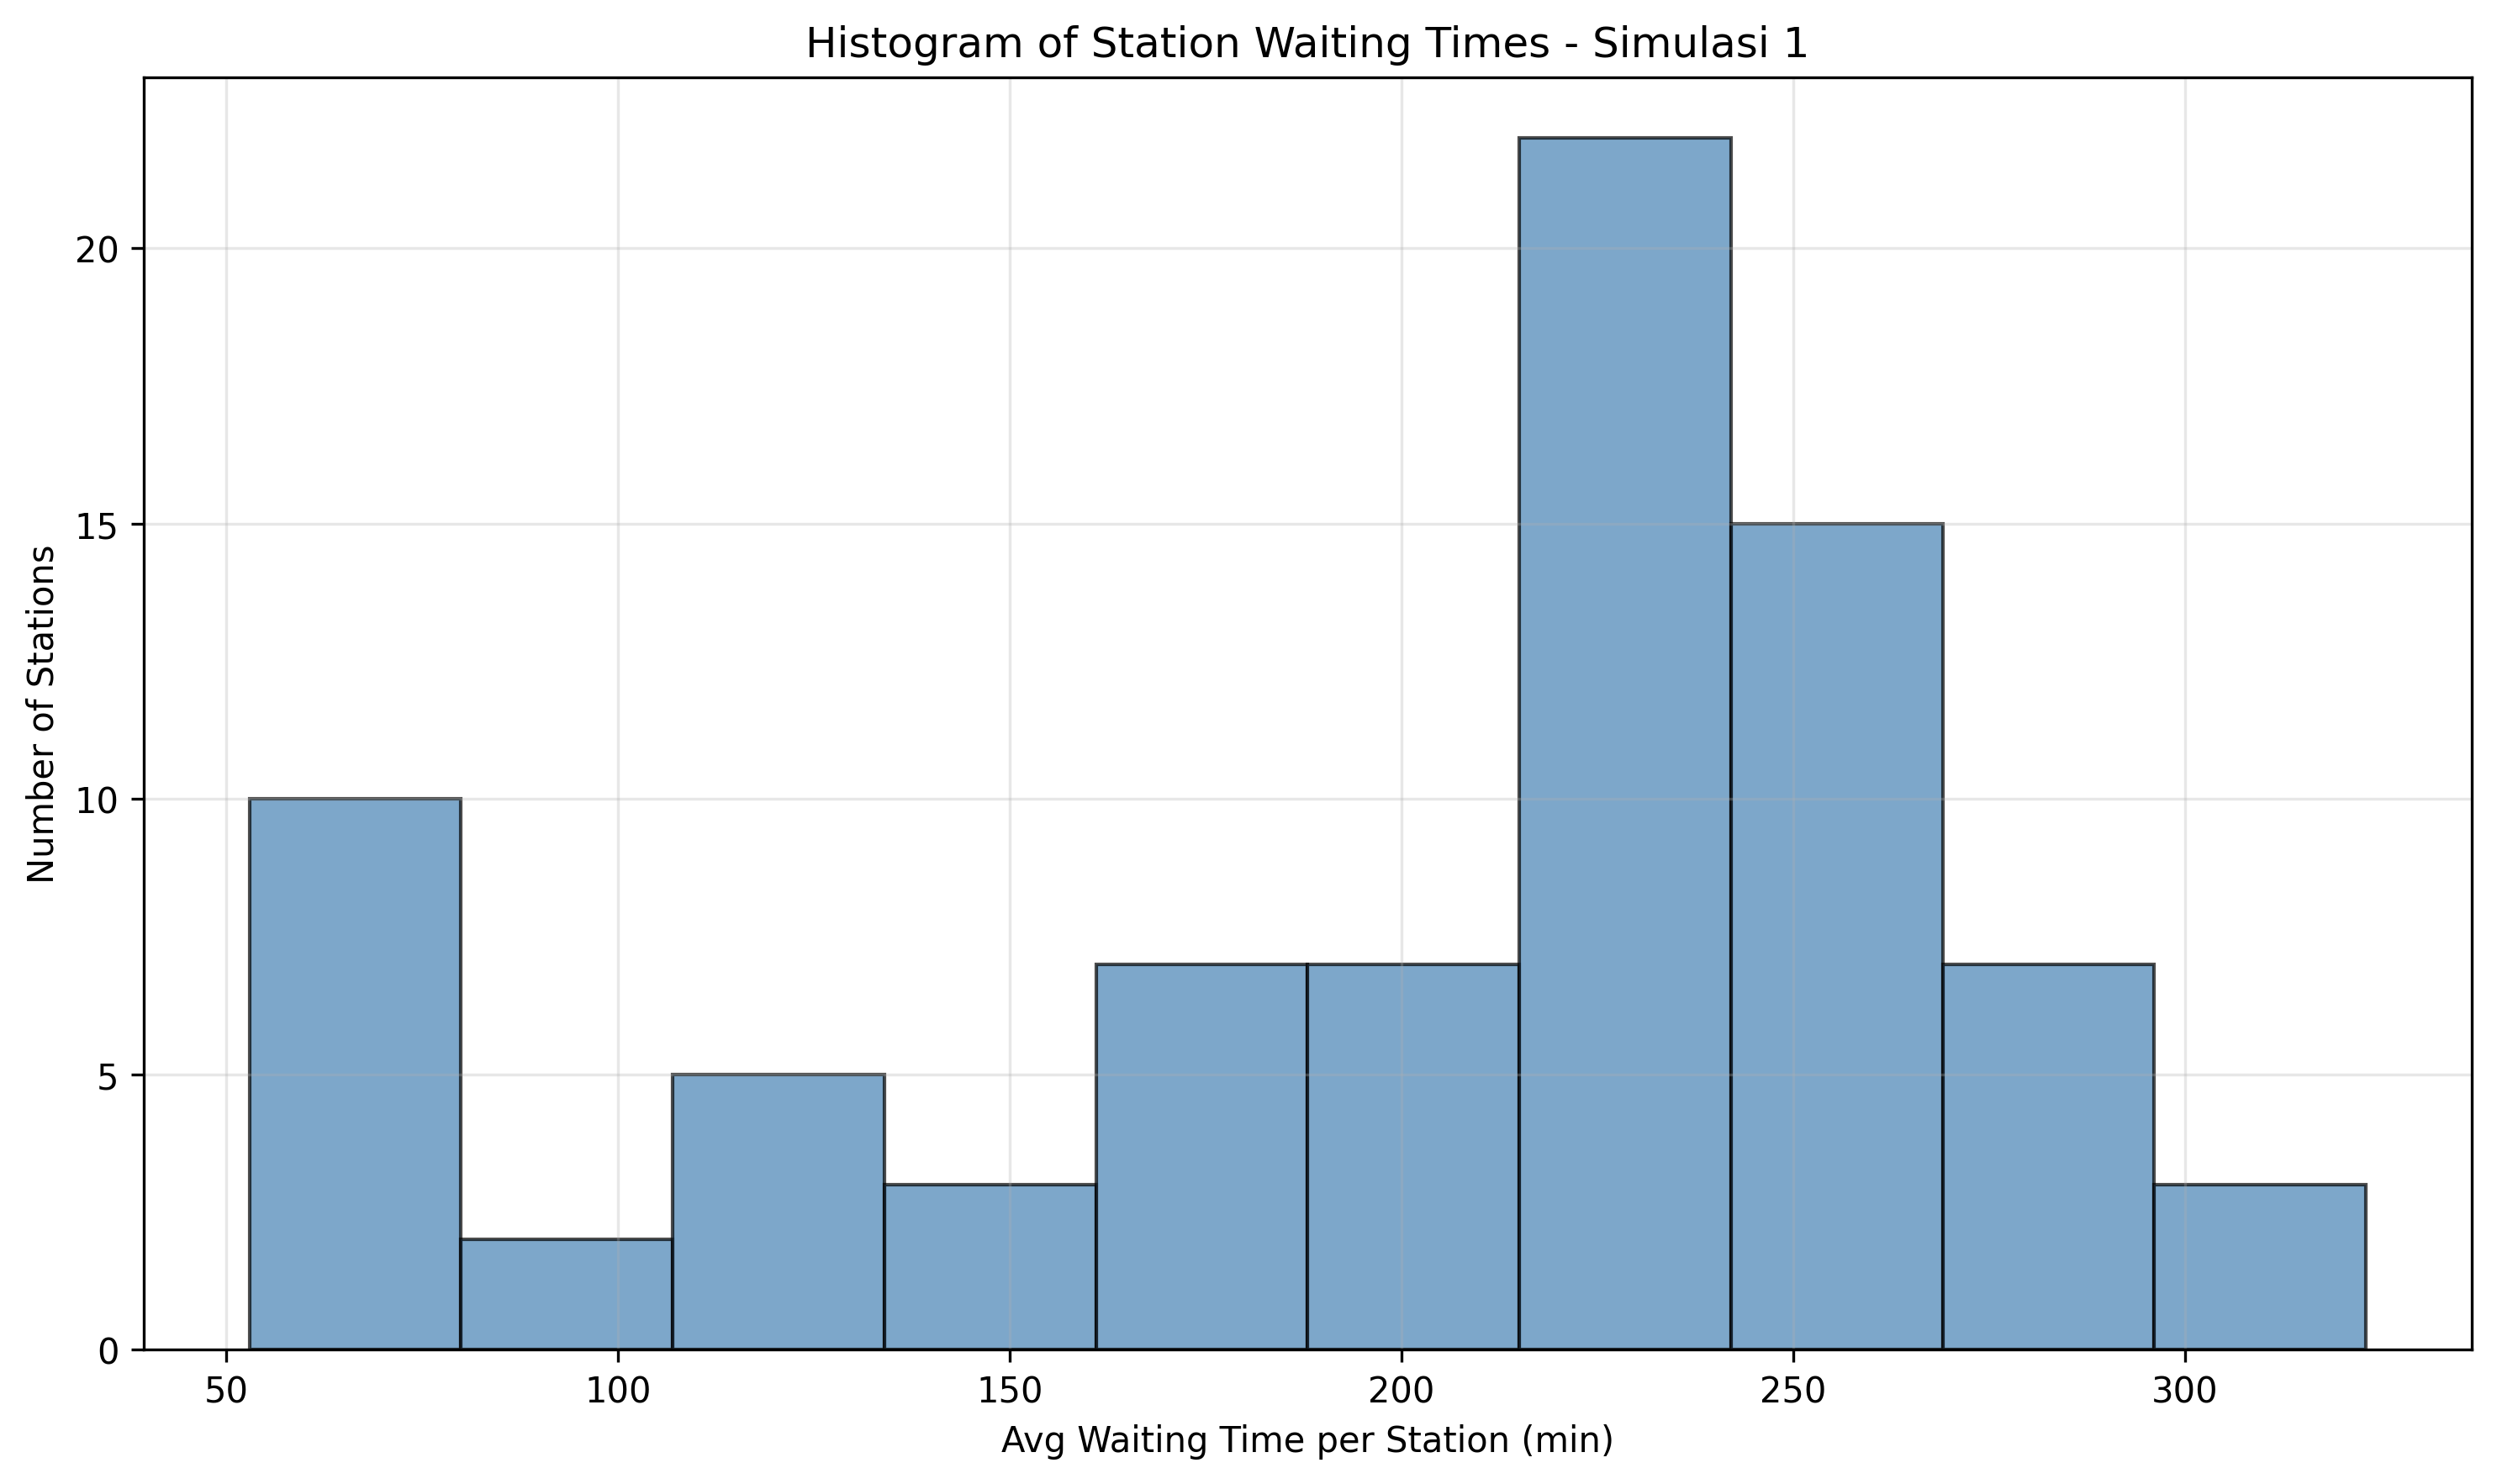 Histogram of Station Waiting Times - Simulasi 1
Number of Stations
20
15
10
5
0
50 100 150 200 250 300
Avg Waiting Time per Station (min)